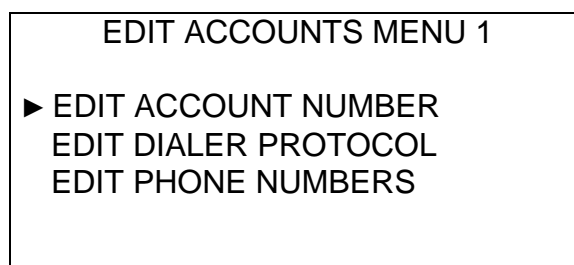 EDIT ACCOUNTS MENU 1
► EDIT ACCOUNT NUMBER
EDIT DIALER PROTOCOL
EDIT PHONE NUMBERS